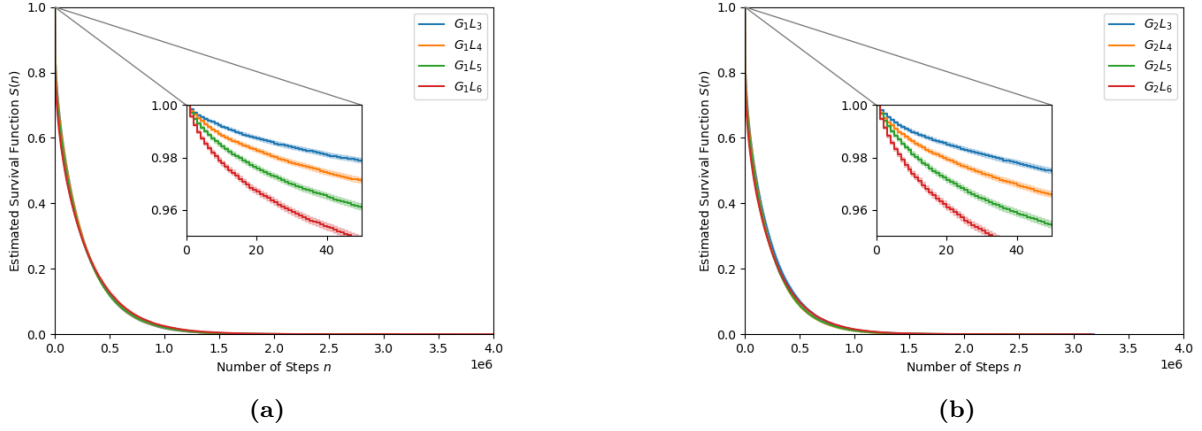 1.0
0.8
0.6
0.4
0.2
0.0
Estimated Survival Function S(n)
G₁L₃
G₁L₄
G₁L₅
G₁L₆
1.00
0.98
0.96
0 20 40
0.0 0.5 1.0 1.5 2.0 2.5 3.0 3.5 4.0
1e6
Number of Steps n
(a)
1.0
0.8
0.6
0.4
0.2
0.0
Estimated Survival Function S(n)
G₂L₃
G₂L₄
G₂L₅
G₂L₆
1.00
0.98
0.96
0 20 40
0.0 0.5 1.0 1.5 2.0 2.5 3.0 3.5 4.0
1e6
Number of Steps n
(b)